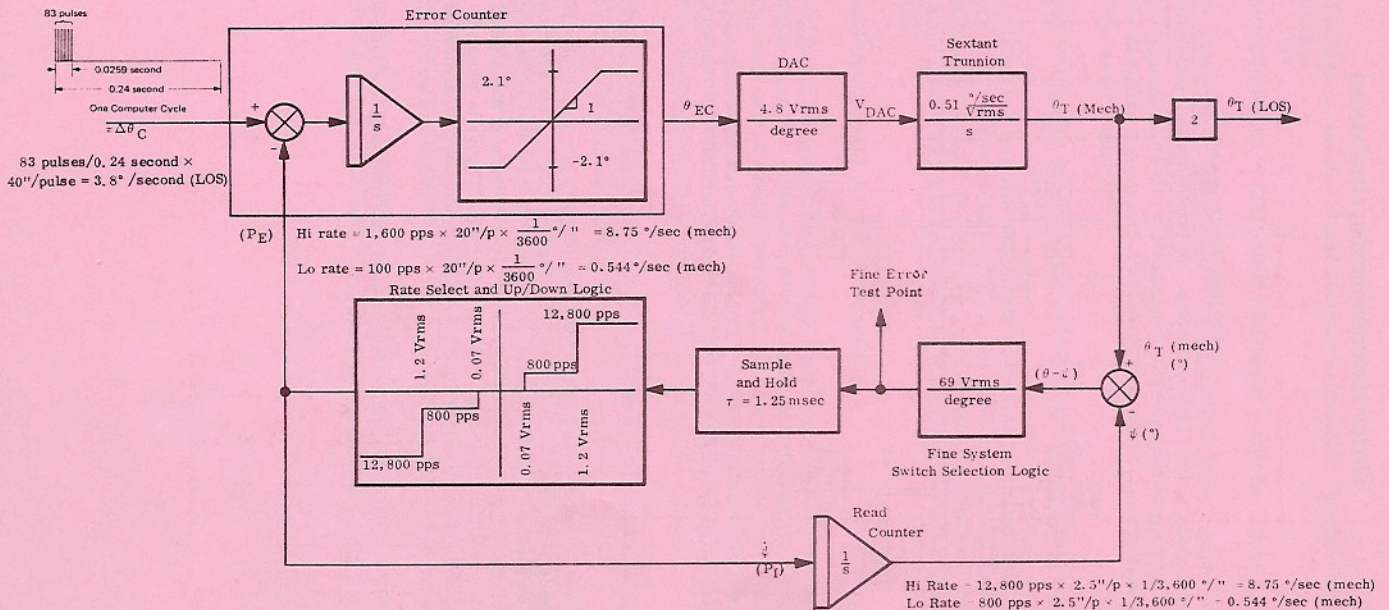 83 pulses
0.0259 second
0.24 second
One Computer Cycle
= Δθ C
83 pulses/0.24 second ×
40"/pulse = 3.8° /second (LOS)
Error Counter
+
-
1
s
2.1°
1
-2.1°
θ EC
DAC
4.8 Vrms
degree
V DAC
Sextant
Trunnion
0.51 °/sec
Vrms
s
θ T (Mech)
2
θ T (LOS)
(P E)
Hi rate = 1,600 pps × 20"/p × 1/3600 °/" = 8.75 °/sec (mech)
Lo rate = 100 pps × 20"/p × 1/3600 °/" = 0.544°/sec (mech)
Rate Select and Up/Down Logic
1.2 Vrms
0.07 Vrms
12,800 pps
800 pps
800 pps
12,800 pps
0.07 Vrms
1.2 Vrms
Sample
and Hold
τ = 1.25 msec
Fine Error
Test Point
69 Vrms
degree
Fine System
Switch Selection Logic
(θ-ψ)
θ T (mech)
(°)
+
-
ψ (°)
Read
Counter
ψ̇
(P I)
1
s
Hi Rate = 12,800 pps × 2.5"/p × 1/3,600 °/" = 8.75 °/sec (mech)
Lo Rate = 800 pps × 2.5"/p × 1/3,600 °/" = 0.544 °/sec (mech)